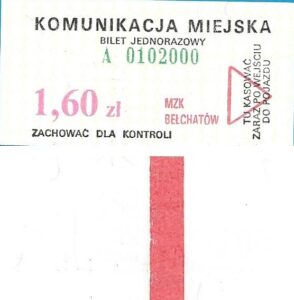 KOMUNIKACJA MIEJSKA
BILET JEDNORAZOWY
A 0102000
1,60 zł
MZK
BEŁCHATÓW
ZACHOWAĆ DLA KONTROLI
TU KASOWAĆ
ZARAZ PO WEJŚCIU
DO POJAZDU